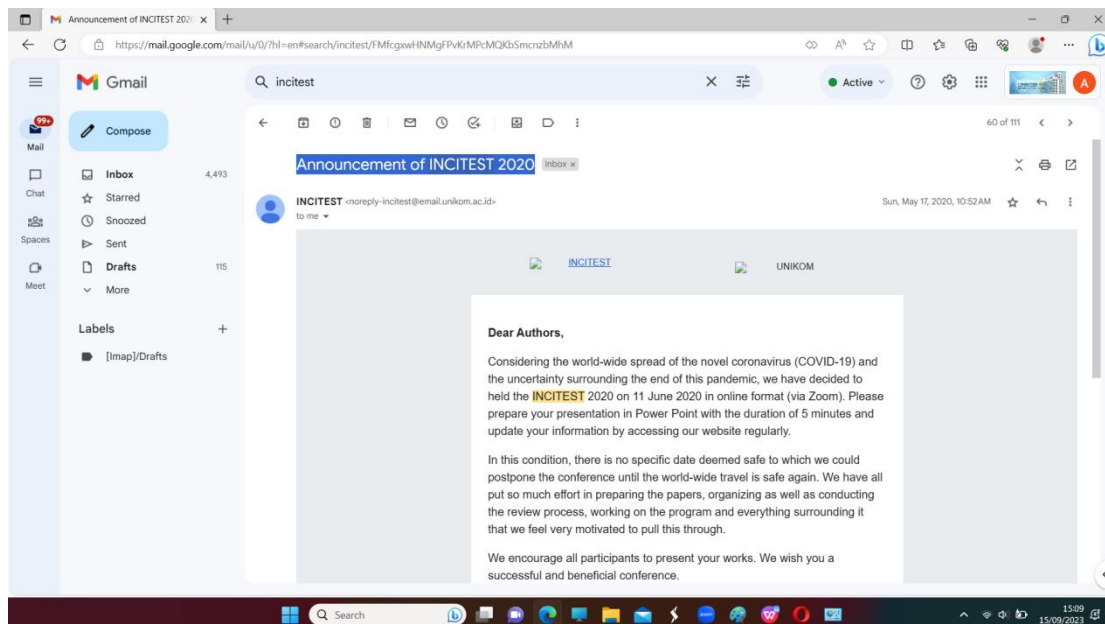 Announcement of INCITEST 202
https://mail.google.com/mail/u/0/?hl=en#search/incitest/FMfcgxwHNMgFPvKrMPcMQKbSmcnzbMhM
Gmail
incitest
Active
A
99+
Mail
Chat
Spaces
Meet
Compose
Inbox 4,493
Starred
Snoozed
Sent
Drafts 115
More
Labels
[Imap]/Drafts
60 of 111
Announcement of INCITEST 2020 Inbox x
INCITEST <noreply-incitest@email.unikom.ac.id> Sun, May 17, 2020, 10:52 AM
to me
INCITEST UNIKOM
Dear Authors,
Considering the world-wide spread of the novel coronavirus (COVID-19) and
the uncertainty surrounding the end of this pandemic, we have decided to
held the INCITEST 2020 on 11 June 2020 in online format (via Zoom). Please
prepare your presentation in Power Point with the duration of 5 minutes and
update your information by accessing our website regularly.
In this condition, there is no specific date deemed safe to which we could
postpone the conference until the world-wide travel is safe again. We have all
put so much effort in preparing the papers, organizing as well as conducting
the review process, working on the program and everything surrounding it
that we feel very motivated to pull this through.
We encourage all participants to present your works. We wish you a
successful and beneficial conference.
Search
15:09
15/09/2023